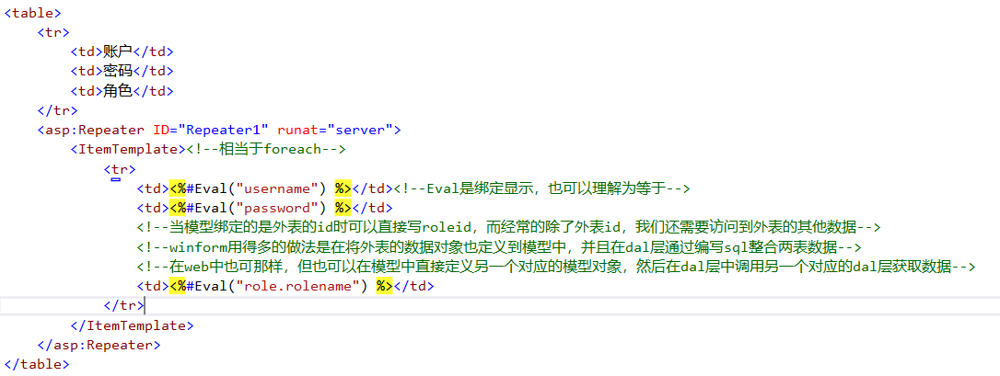 <table>
<tr>
<td>账户</td>
<td>密码</td>
<td>角色</td>
</tr>
<asp:Repeater ID="Repeater1" runat="server">
<ItemTemplate><!--相当于foreach-->
<tr>
<td><%#Eval("username") %></td><!--Eval是绑定显示，也可以理解为等于-->
<td><%#Eval("password") %></td>
<!--当模型绑定的是外表的id时可以直接写roleid，而经常的除了外表id，我们还需要访问到外表的其他数据-->
<!--winform用得多的做法是在将外表的数据对象也定义到模型中，并且在dal层通过编写sql整合两表数据-->
<!--在web中也可那样，但也可以在模型中直接定义另一个对应的模型对象，然后在dal层中调用另一个对应的dal层获取数据-->
<td><%#Eval("role.rolename") %></td>
</tr>
</ItemTemplate>
</asp:Repeater>
</table>